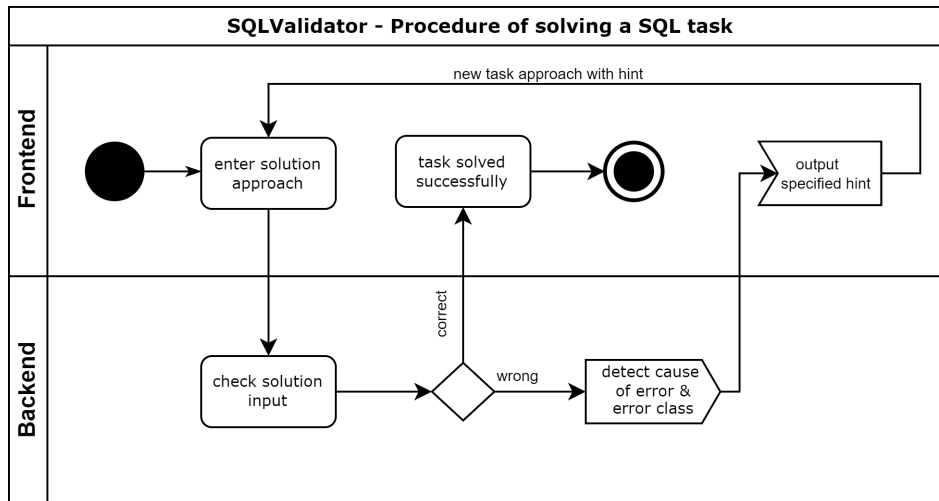 SQLValidator - Procedure of solving a SQL task
Frontend
new task approach with hint
enter solution
approach
task solved
successfully
output
specified hint
Backend
correct
check solution
input
wrong
detect cause
of error &
error class